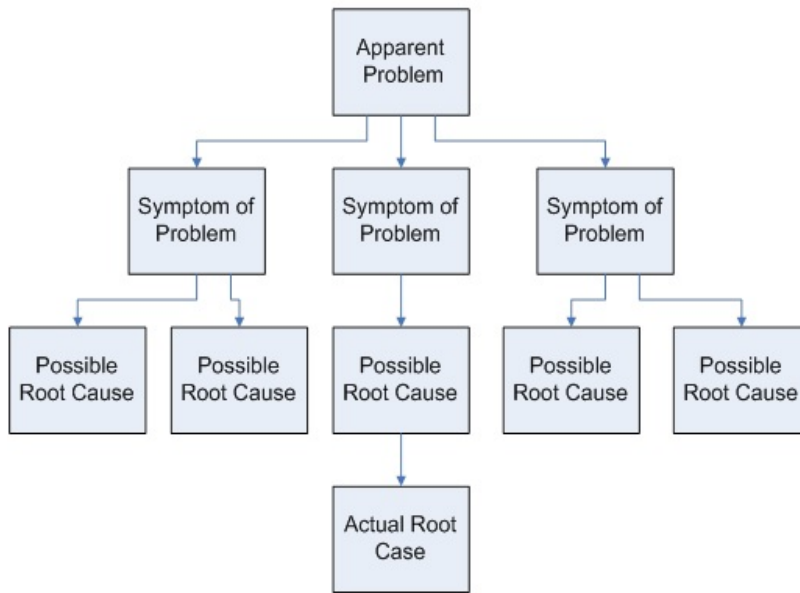 Apparent
Problem
Symptom of
Problem
Symptom of
Problem
Symptom of
Problem
Possible
Root Cause
Possible
Root Cause
Possible
Root Cause
Possible
Root Cause
Possible
Root Cause
Actual Root
Case